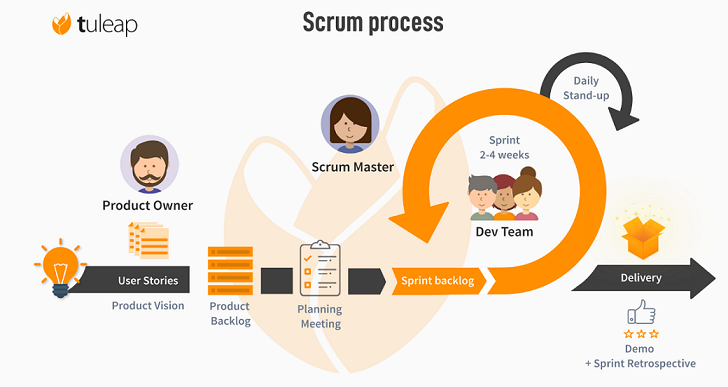 tuleap
Scrum process
Daily
Stand-up
Sprint
2-4 weeks
Scrum Master
Product Owner
Dev Team
User Stories
Sprint backlog
Delivery
Product Vision
Product
Backlog
Planning
Meeting
Demo
+ Sprint Retrospective